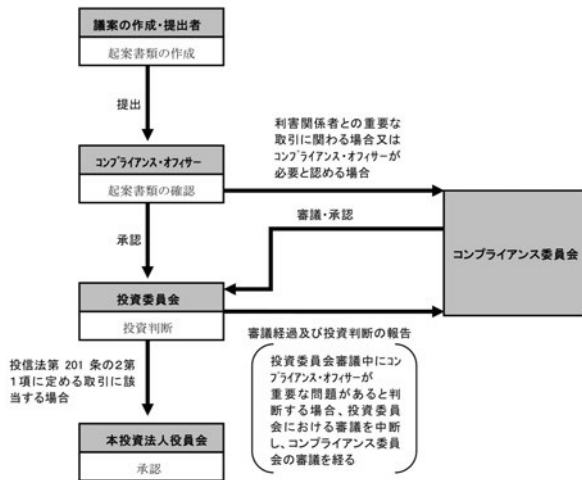 議案の作成・提出者
起案書類の作成
提出
利害関係者との重要な
取引に関わる場合又は
コンプライアンス・オフィサーが
必要と認める場合
コンプライアンス・オフィサー
起案書類の確認
審議・承認
コンプライアンス委員会
承認
投資委員会
投資判断
審議経過及び投資判断の報告
投信法第 201 条の2第
1項に定める取引に該
当する場合
投資委員会審議中にコン
プライアンス・オフィサーが
重要な問題があると判
断する場合、投資委員
会における審議を中断
し、コンプライアンス委員
会の審議を経る
本投資法人役員会
承認